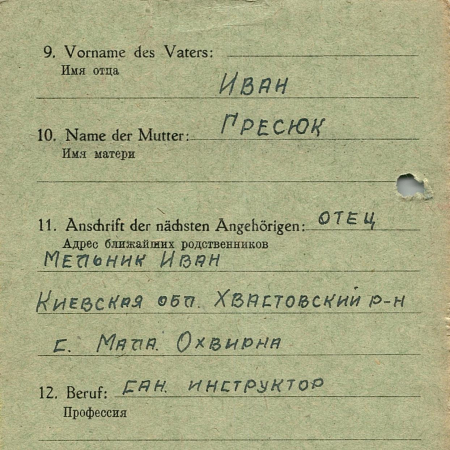 9. Vorname des Vaters:
Имя отца
Иван
10. Name der Mutter: Пресюк
Имя матери
11. Anschrift der nächsten Angehörigen: отец
Адрес ближайших родственников
Мельник Иван
Киевская обл. Хвастовский р-н
с. Мала Охвирна
12. Beruf: сан. инструктор
Профессия